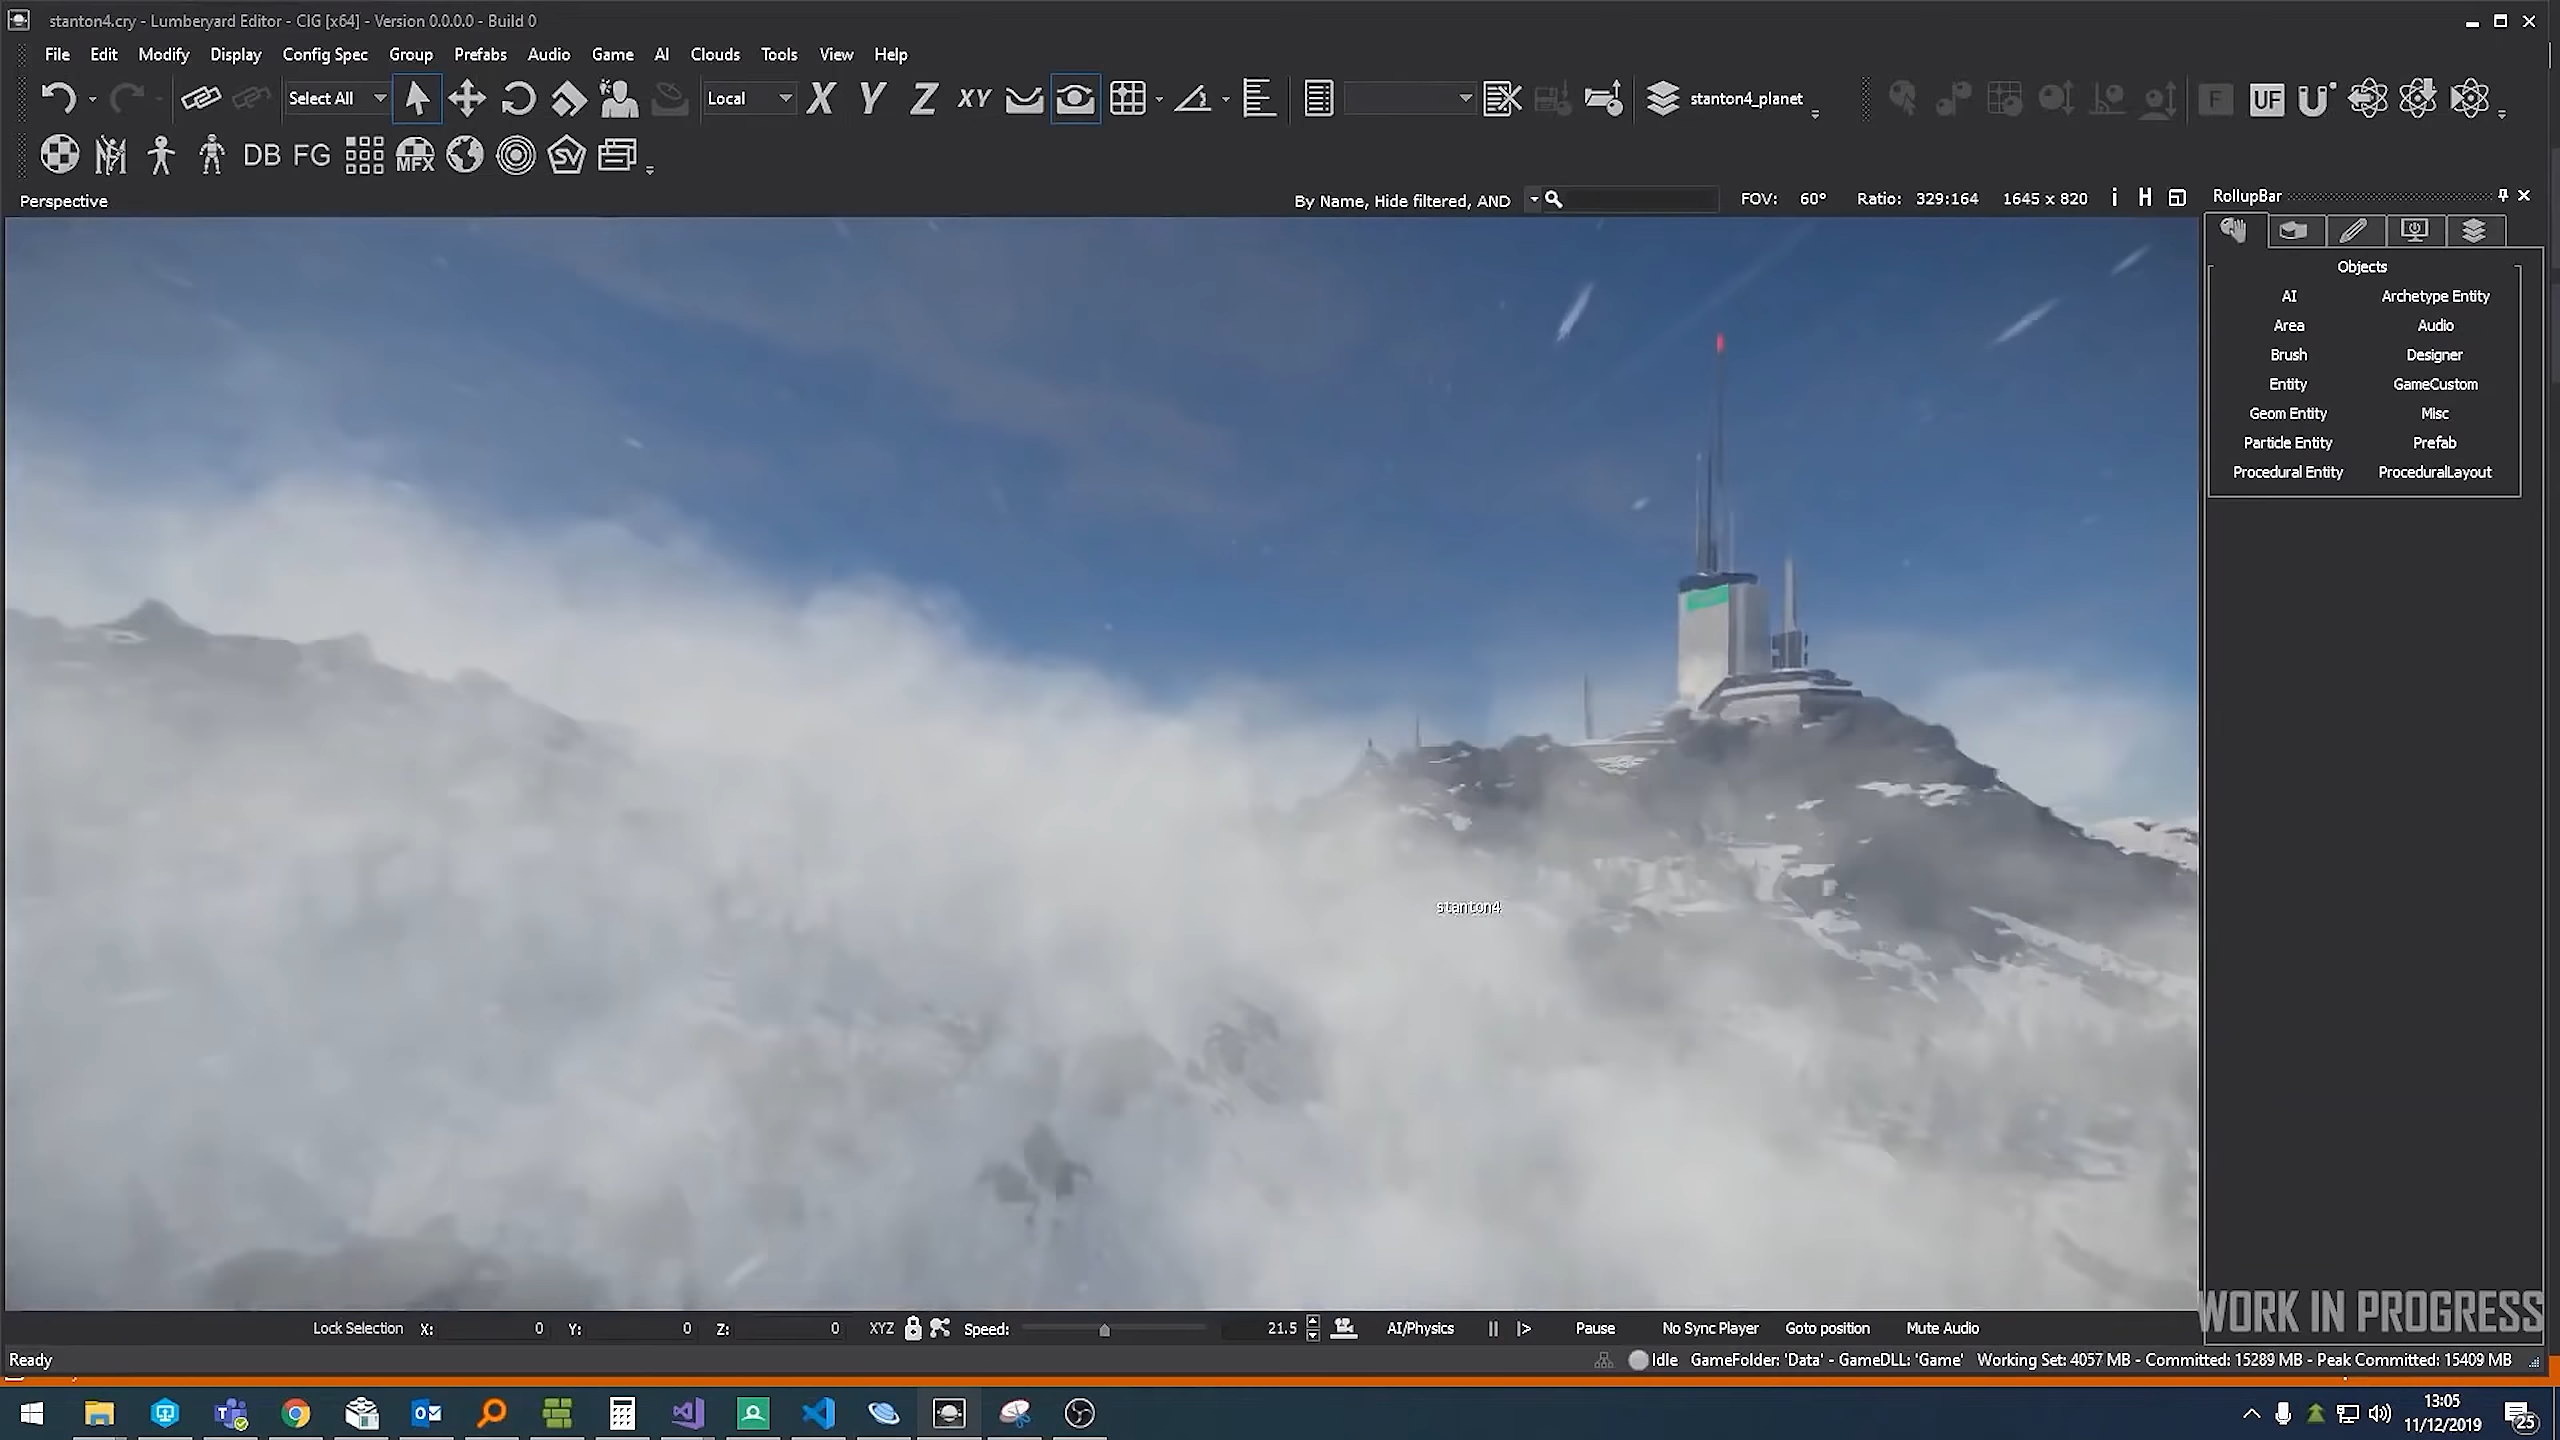 stanton4.cry - Lumberyard Editor - CIG [x64] - Version 0.0.0.0 - Build 0
File Edit Modify Display Config Spec Group Prefabs Audio Game AI Clouds Tools View Help
Select All Local X Y Z XY stanton4_planet F UF
DB FG MFX SV
Perspective By Name, Hide filtered, AND FOV: 60° Ratio: 329:164 1645 x 820 i H RollupBar
Objects
AI Archetype Entity
Area Audio
Brush Designer
Entity GameCustom
Geom Entity Misc
Particle Entity Prefab
Procedural Entity ProceduralLayout
stanton4
WORK IN PROGRESS
Lock Selection X: 0 Y: 0 Z: 0 XYZ Speed: 21.5 AI/Physics Pause No Sync Player Goto position Mute Audio
Ready Idle GameFolder: 'Data' - GameDLL: 'Game' Working Set: 4057 MB - Committed: 15289 MB - Peak Committed: 15409 MB
13:05
11/12/2019
25